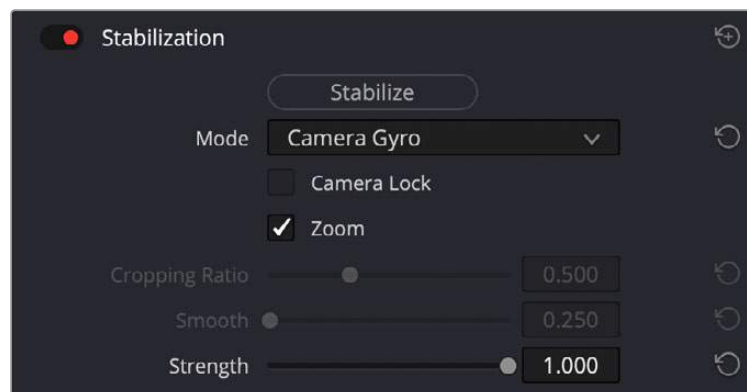 Stabilization
Stabilize
Mode Camera Gyro
Camera Lock
Zoom
Cropping Ratio 0.500
Smooth 0.250
Strength 1.000